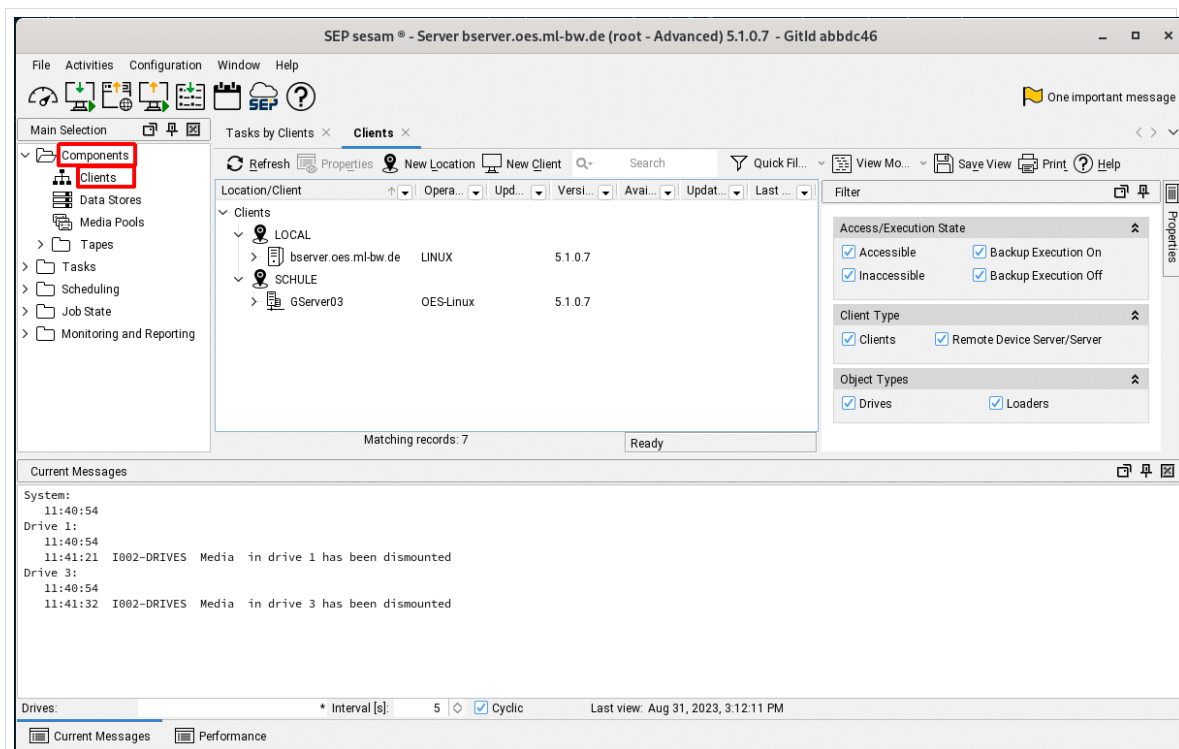 SEP sesam ® - Server bserver.oes.ml-bw.de (root - Advanced) 5.1.0.7 - GitId abbdc46
File Activities Configuration Window Help
SEP
One important message
Main Selection
Tasks by Clients Clients
Components
Clients
Data Stores
Media Pools
Tapes
Tasks
Scheduling
Job State
Monitoring and Reporting
Refresh Properties New Location New Client Search Quick Fil... View Mo... Save View Print Help
Location/Client Opera... Upd... Versi... Avai... Updat... Last ...
Clients
LOCAL
bserver.oes.ml-bw.de LINUX 5.1.0.7
SCHULE
GServer03 OES-Linux 5.1.0.7
Matching records: 7 Ready
Filter
Access/Execution State
Accessible Backup Execution On
Inaccessible Backup Execution Off
Client Type
Clients Remote Device Server/Server
Object Types
Drives Loaders
Properties
Current Messages
System:
11:40:54
Drive 1:
11:40:54
11:41:21 I002-DRIVES Media in drive 1 has been dismounted
Drive 3:
11:40:54
11:41:32 I002-DRIVES Media in drive 3 has been dismounted
Drives: * Interval [s]: 5 Cyclic Last view: Aug 31, 2023, 3:12:11 PM
Current Messages Performance